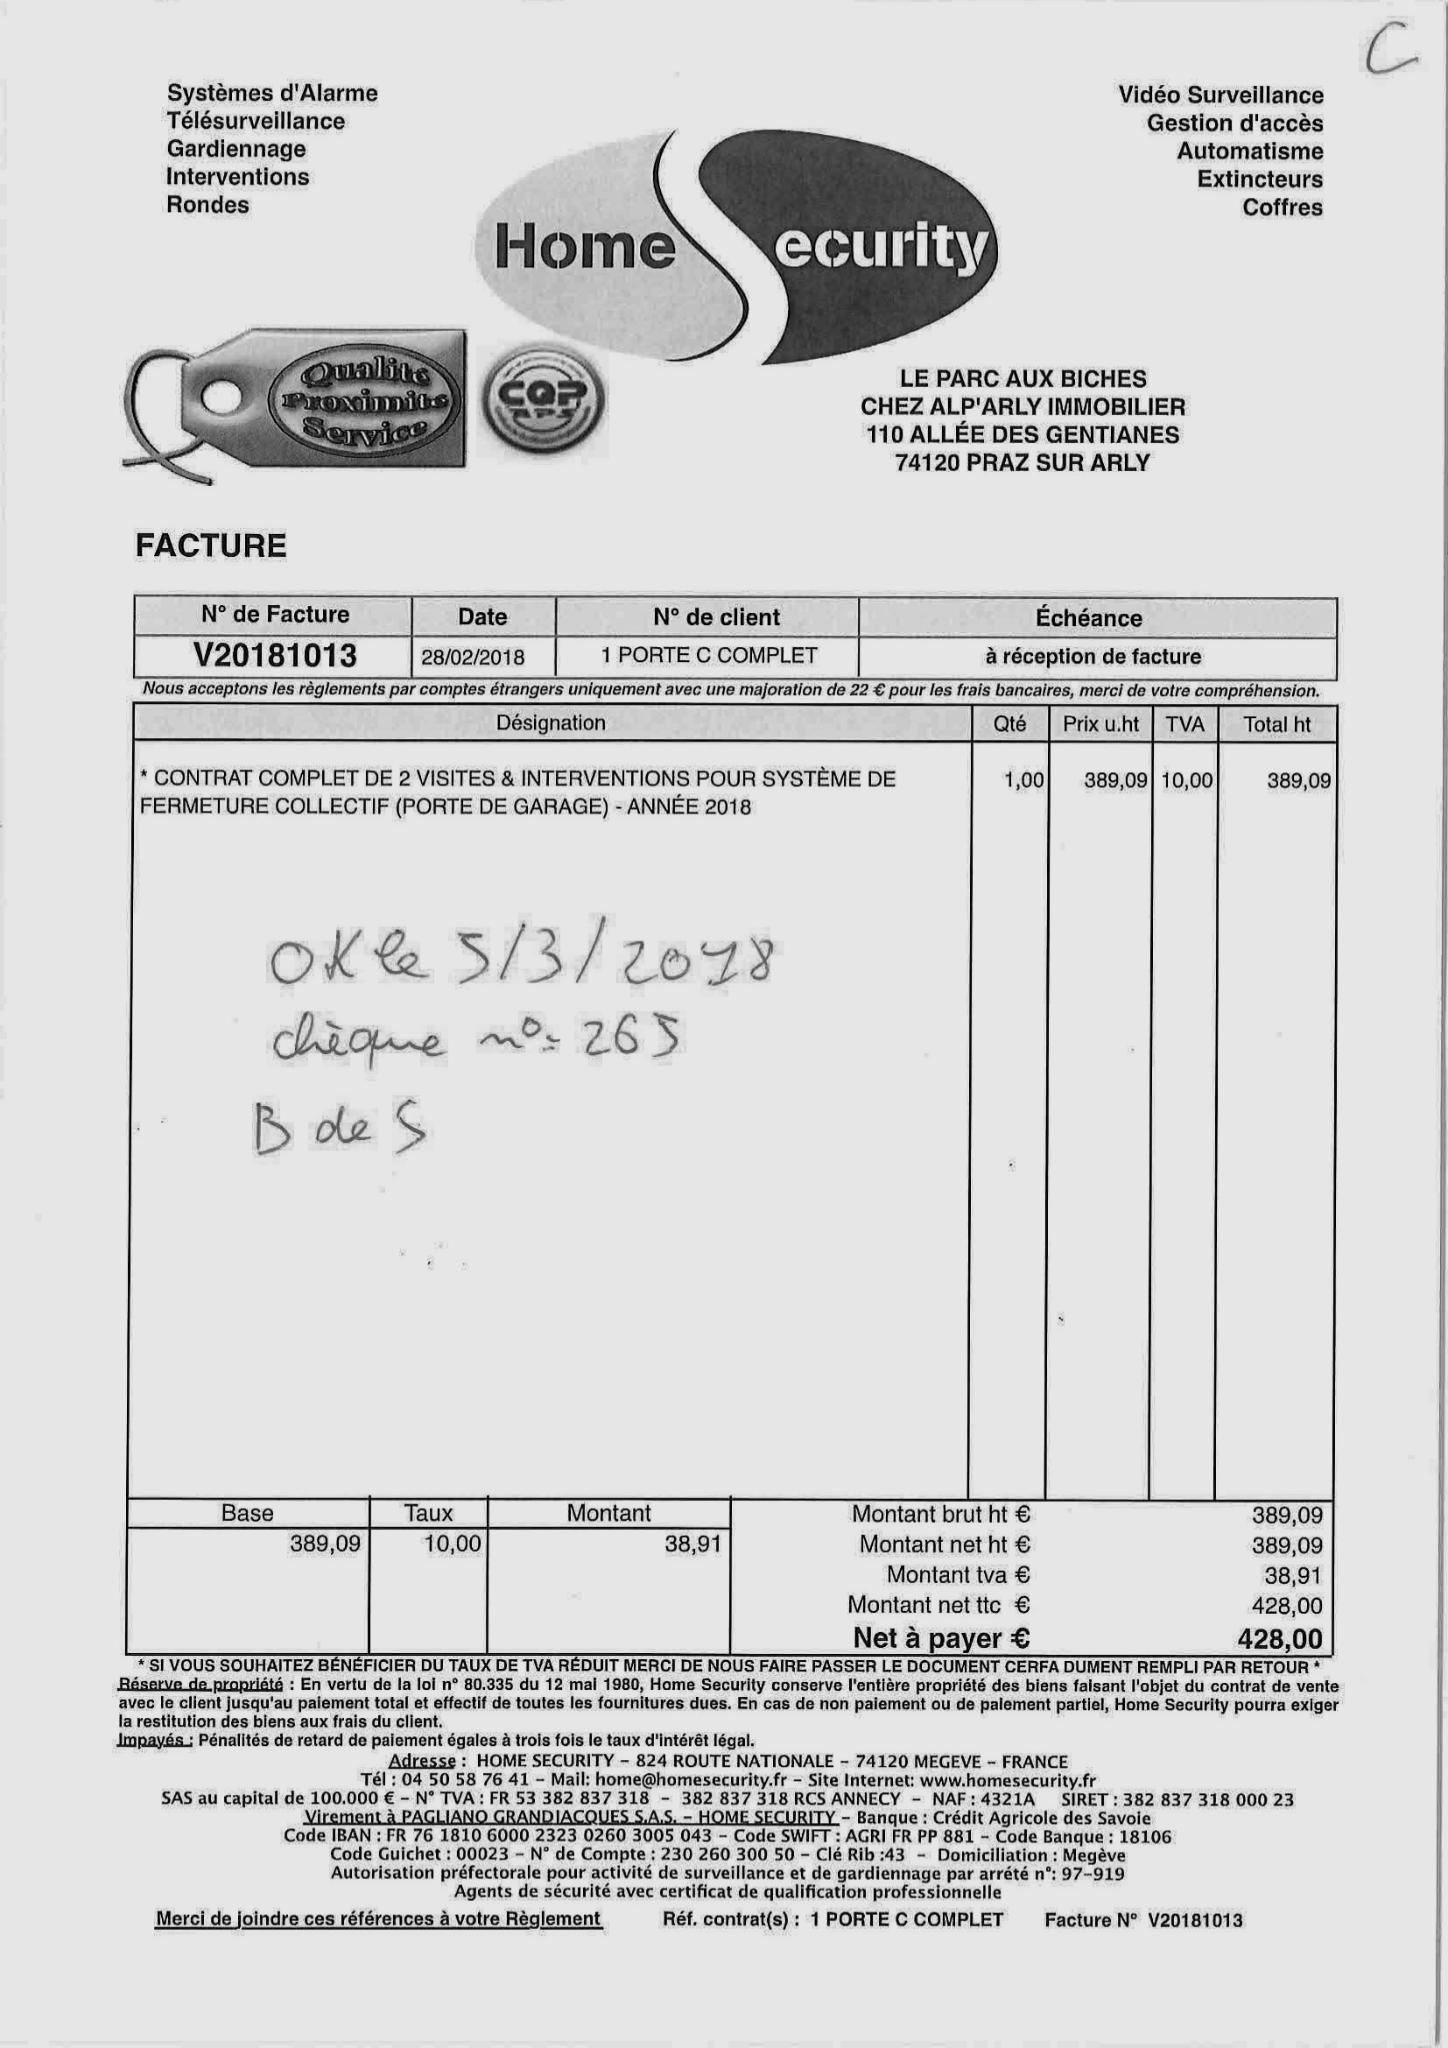 C
Systèmes d'Alarme
Télésurveillance
Gardiennage
Interventions
Rondes
Vidéo Surveillance
Gestion d'accès
Automatisme
Extincteurs
Coffres
Home Security
Qualite
Proximite
Service
CQP
APS
LE PARC AUX BICHES
CHEZ ALP'ARLY IMMOBILIER
110 ALLÉE DES GENTIANES
74120 PRAZ SUR ARLY
FACTURE
N° de Facture Date N° de client Échéance
V20181013 28/02/2018 1 PORTE C COMPLET à réception de facture
Nous acceptons les règlements par comptes étrangers uniquement avec une majoration de 22 € pour les frais bancaires, merci de votre compréhension.
Désignation Qté Prix u.ht TVA Total ht
* CONTRAT COMPLET DE 2 VISITES & INTERVENTIONS POUR SYSTÈME DE 1,00 389,09 10,00 389,09
FERMETURE COLLECTIF (PORTE DE GARAGE) - ANNÉE 2018
OK le 5/3/2018
chèque n°= 265
B de S
Base Taux Montant
389,09 10,00 38,91
Montant brut ht € 389,09
Montant net ht € 389,09
Montant tva € 38,91
Montant net ttc € 428,00
Net à payer € 428,00
* SI VOUS SOUHAITEZ BÉNÉFICIER DU TAUX DE TVA RÉDUIT MERCI DE NOUS FAIRE PASSER LE DOCUMENT CERFA DUMENT REMPLI PAR RETOUR *
Réserve de propriété : En vertu de la loi n° 80.335 du 12 mai 1980, Home Security conserve l'entière propriété des biens faisant l'objet du contrat de vente
avec le client jusqu'au paiement total et effectif de toutes les fournitures dues. En cas de non paiement ou de paiement partiel, Home Security pourra exiger
la restitution des biens aux frais du client.
Impayés : Pénalités de retard de paiement égales à trois fois le taux d'intérêt légal.
Adresse : HOME SECURITY – 824 ROUTE NATIONALE – 74120 MEGEVE – FRANCE
Tél : 04 50 58 76 41 – Mail: home@homesecurity.fr – Site Internet: www.homesecurity.fr
SAS au capital de 100.000 € – N° TVA : FR 53 382 837 318 – 382 837 318 RCS ANNECY – NAF : 4321A SIRET : 382 837 318 000 23
Virement à PAGLIANO GRANDJACQUES S.A.S. – HOME SECURITY – Banque : Crédit Agricole des Savoie
Code IBAN : FR 76 1810 6000 2323 0260 3005 043 – Code SWIFT : AGRI FR PP 881 – Code Banque : 18106
Code Guichet : 00023 – N° de Compte : 230 260 300 50 – Clé Rib :43 – Domiciliation : Megève
Autorisation préfectorale pour activité de surveillance et de gardiennage par arrété n°: 97–919
Agents de sécurité avec certificat de qualification professionnelle
Merci de joindre ces références à votre Règlement Réf. contrat(s) : 1 PORTE C COMPLET Facture N° V20181013